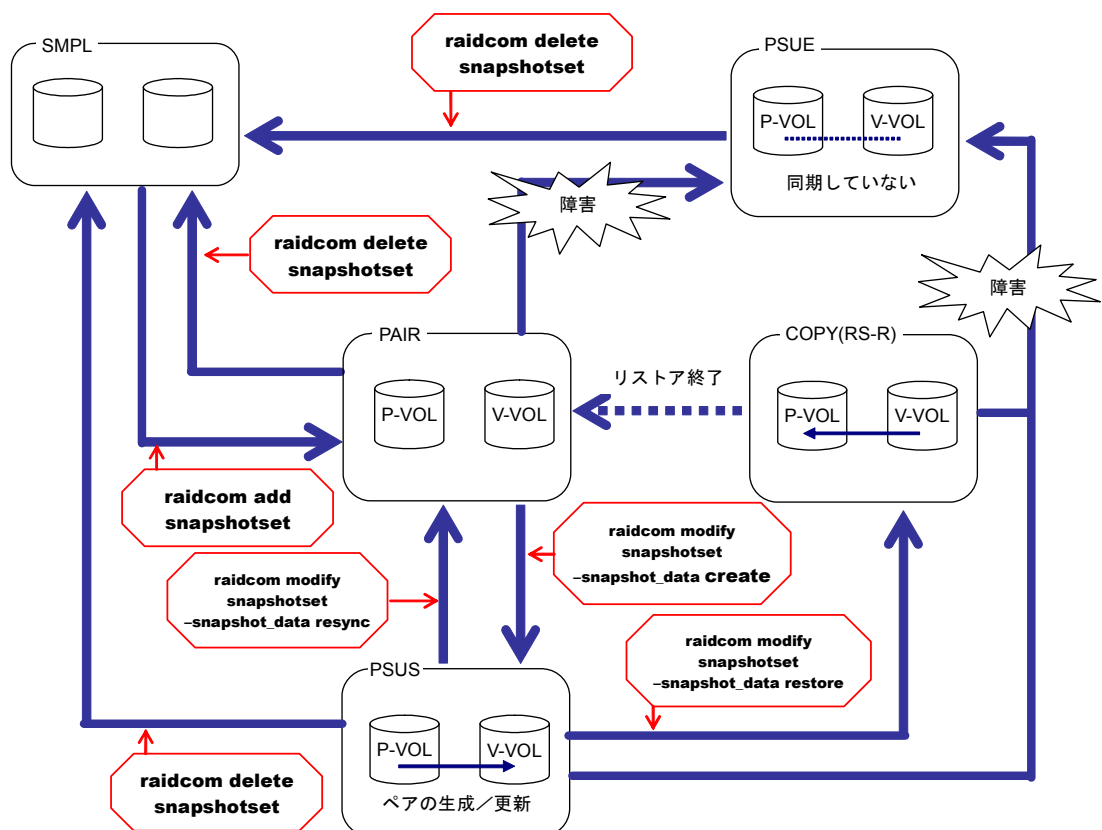 SMPL
raidcom delete
snapshotset
PSUE
P-VOL
V-VOL
同期していない
障害
raidcom delete
snapshotset
障害
PAIR
P-VOL
V-VOL
リストア終了
COPY(RS-R)
P-VOL
V-VOL
raidcom add
snapshotset
raidcom modify
snapshotset
–snapshot_data create
raidcom modify
snapshotset
–snapshot_data resync
raidcom modify
snapshotset
–snapshot_data restore
PSUS
P-VOL
V-VOL
ペアの生成／更新
raidcom delete
snapshotset